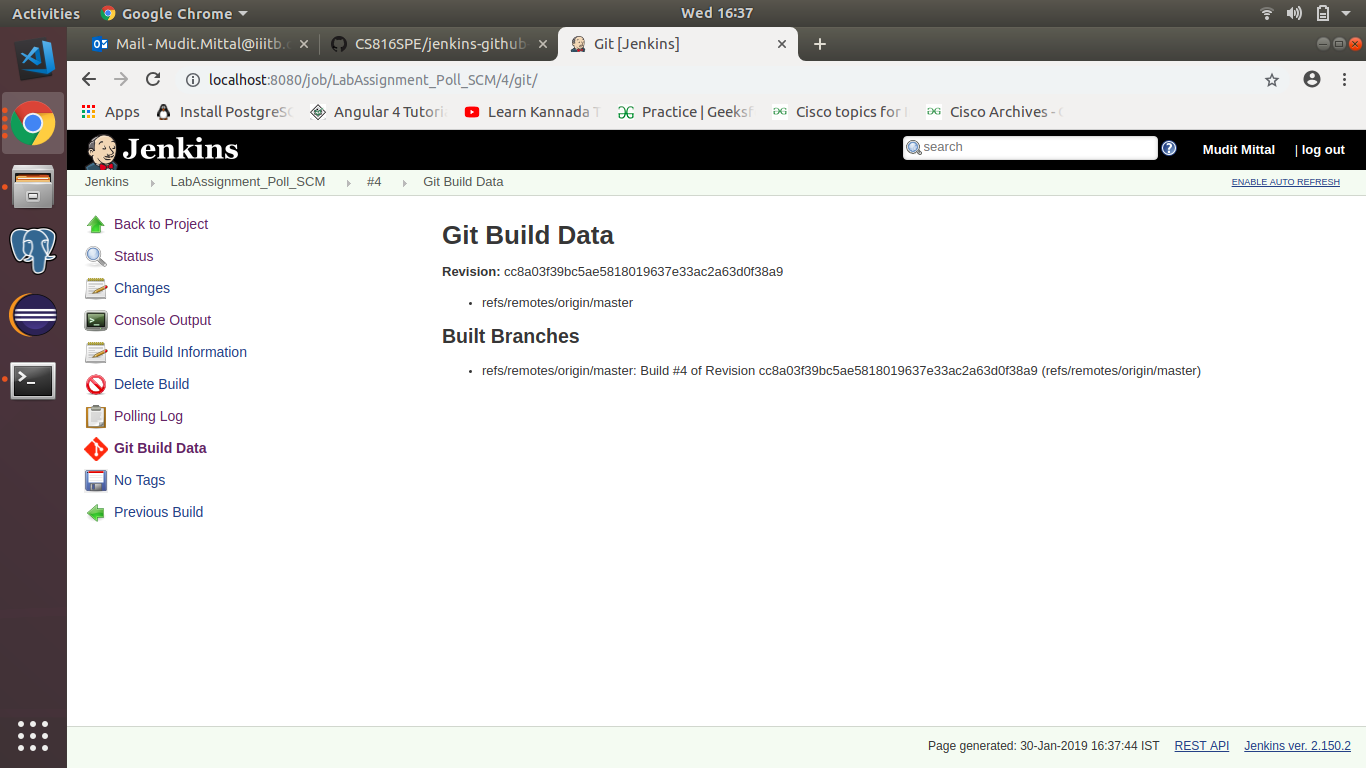 Activities Google Chrome Wed 16:37
Mail - Mudit.Mittal@iiitb. CS816SPE/jenkins-github Git [Jenkins]
localhost:8080/job/LabAssignment_Poll_SCM/4/git/
Apps Install PostgreS Angular 4 Tutori Learn Kannada Practice | Geeksf Cisco topics for Cisco Archives -
Jenkins search Mudit Mittal | log out
Jenkins LabAssignment_Poll_SCM #4 Git Build Data ENABLE AUTO REFRESH
Back to Project
Status
Changes
Console Output
Edit Build Information
Delete Build
Polling Log
Git Build Data
No Tags
Previous Build
Git Build Data
Revision: cc8a03f39bc5ae5818019637e33ac2a63d0f38a9
• refs/remotes/origin/master
Built Branches
• refs/remotes/origin/master: Build #4 of Revision cc8a03f39bc5ae5818019637e33ac2a63d0f38a9 (refs/remotes/origin/master)
Page generated: 30-Jan-2019 16:37:44 IST REST API Jenkins ver. 2.150.2